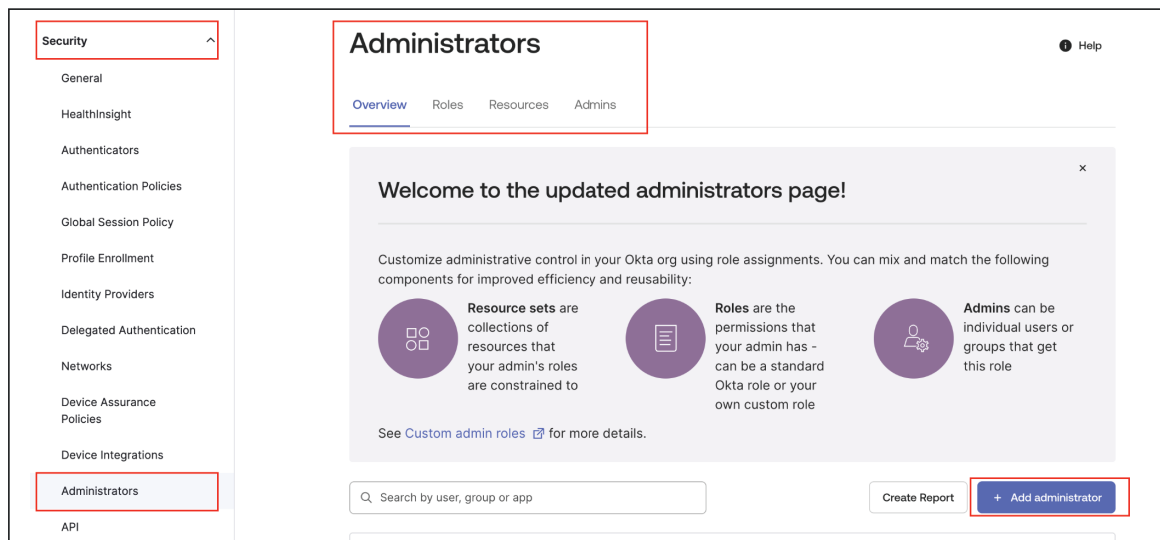 Security
General
HealthInsight
Authenticators
Authentication Policies
Global Session Policy
Profile Enrollment
Identity Providers
Delegated Authentication
Networks
Device Assurance
Policies
Device Integrations
Administrators
API
Administrators
Help
Overview
Roles
Resources
Admins
Welcome to the updated administrators page!
Customize administrative control in your Okta org using role assignments. You can mix and match the following
components for improved efficiency and reusability:
Resource sets are
collections of
resources that
your admin's roles
are constrained to
Roles are the
permissions that
your admin has -
can be a standard
Okta role or your
own custom role
Admins can be
individual users or
groups that get
this role
See Custom admin roles for more details.
Search by user, group or app
Create Report
+ Add administrator